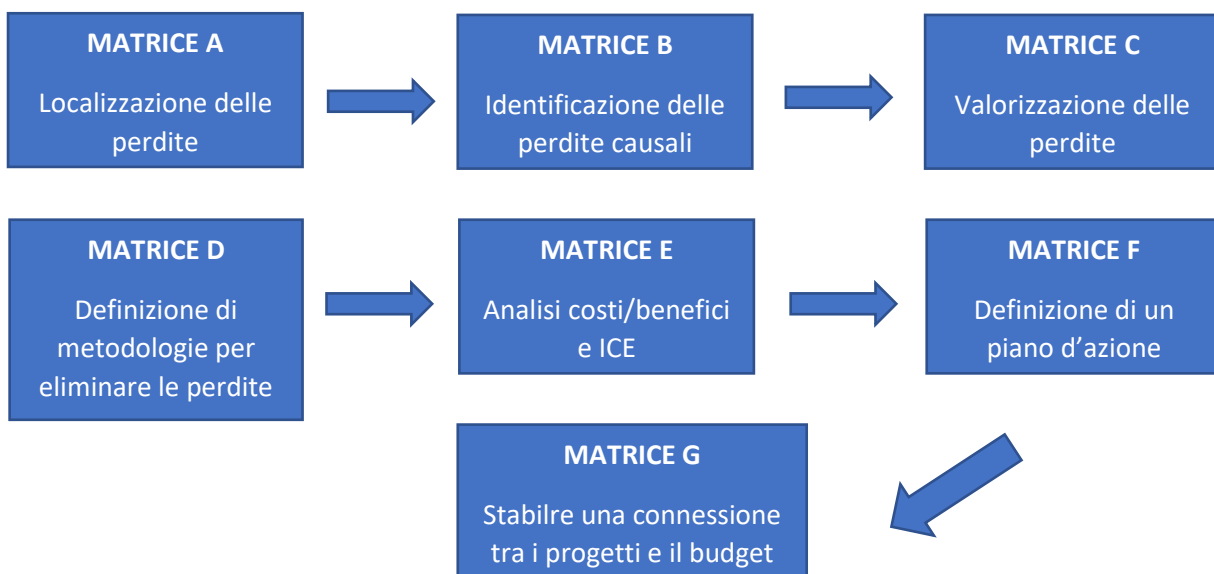 MATRICE A
Localizzazione delle
perdite
MATRICE B
Identificazione delle
perdite causali
MATRICE C
Valorizzazione delle
perdite
MATRICE D
Definizione di
metodologie per
eliminare le perdite
MATRICE E
Analisi costi/benefici
e ICE
MATRICE F
Definizione di un
piano d’azione
MATRICE G
Stabilre una connessione
tra i progetti e il budget